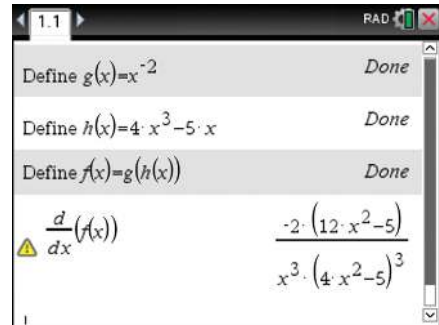 1.1 RAD
Define g(x)=x^-2 Done
Define h(x)=4·x^3-5·x Done
Define f(x)=g(h(x)) Done
d/dx(f(x)) -2·(12·x^2-5)/x^3·(4·x^2-5)^3